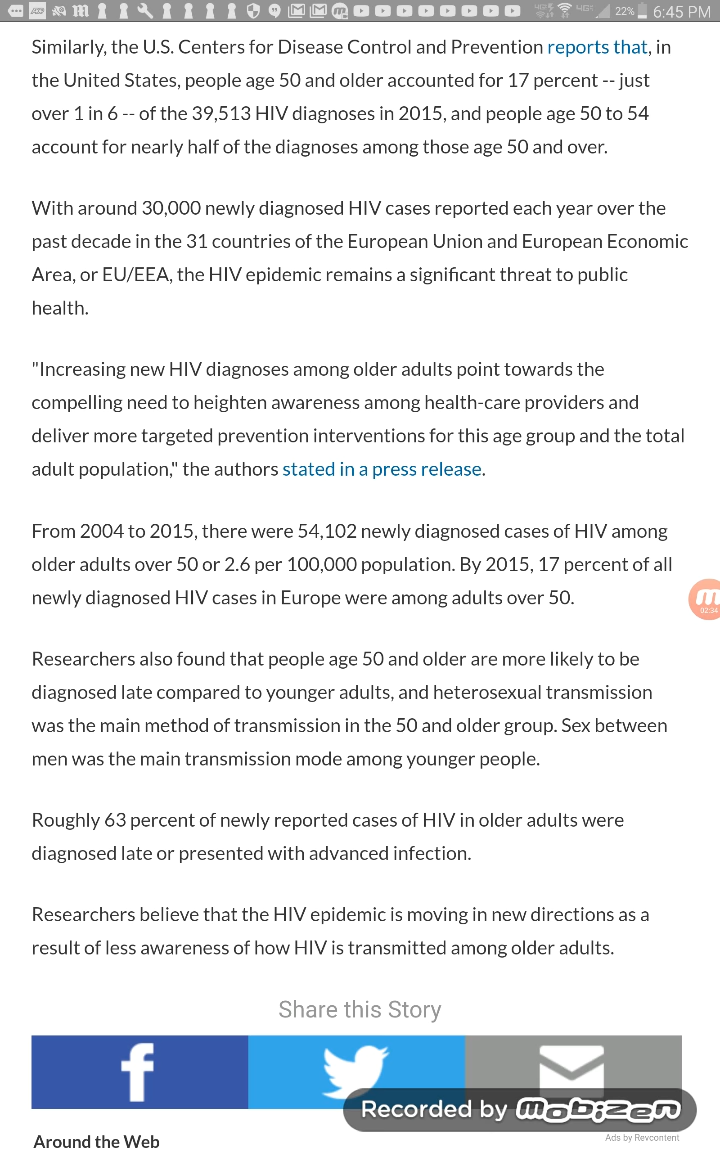 22% 6:45 PM
Similarly, the U.S. Centers for Disease Control and Prevention reports that, in
the United States, people age 50 and older accounted for 17 percent -- just
over 1 in 6 -- of the 39,513 HIV diagnoses in 2015, and people age 50 to 54
account for nearly half of the diagnoses among those age 50 and over.
With around 30,000 newly diagnosed HIV cases reported each year over the
past decade in the 31 countries of the European Union and European Economic
Area, or EU/EEA, the HIV epidemic remains a significant threat to public
health.
"Increasing new HIV diagnoses among older adults point towards the
compelling need to heighten awareness among health-care providers and
deliver more targeted prevention interventions for this age group and the total
adult population," the authors stated in a press release.
From 2004 to 2015, there were 54,102 newly diagnosed cases of HIV among
older adults over 50 or 2.6 per 100,000 population. By 2015, 17 percent of all
newly diagnosed HIV cases in Europe were among adults over 50.
02:34
Researchers also found that people age 50 and older are more likely to be
diagnosed late compared to younger adults, and heterosexual transmission
was the main method of transmission in the 50 and older group. Sex between
men was the main transmission mode among younger people.
Roughly 63 percent of newly reported cases of HIV in older adults were
diagnosed late or presented with advanced infection.
Researchers believe that the HIV epidemic is moving in new directions as a
result of less awareness of how HIV is transmitted among older adults.
Share this Story
Recorded by mobizen
Around the Web
Ads by Revcontent